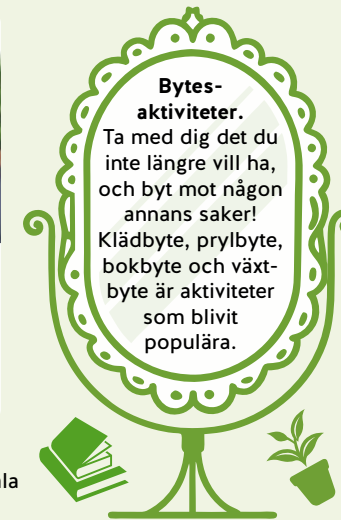 Bytes-
aktiviteter.
Ta med dig det du
inte längre vill ha,
och byt mot någon
annans saker!
Klädbyte, prylbyte,
bokbyte och växt-
byte är aktiviteter
som blivit
populära.